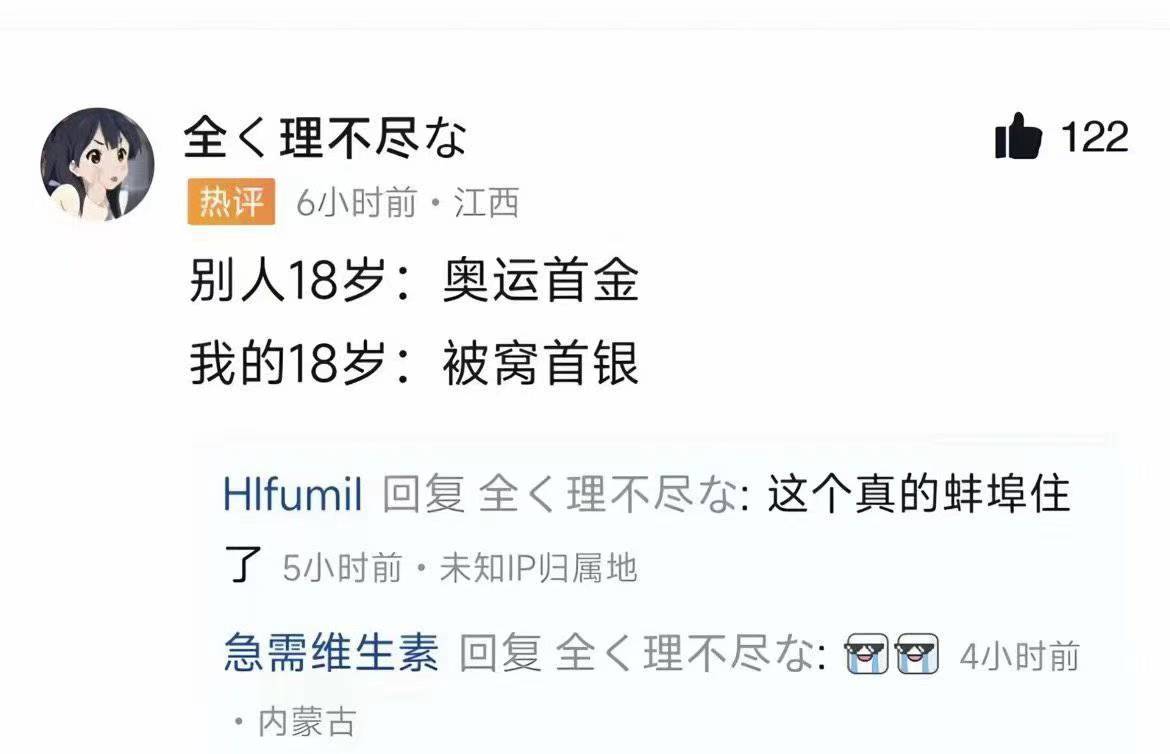 全く理不尽な
122
热评 6小时前·江西
别人18岁：奥运首金
我的18岁：被窝首银
HIfumiI 回复 全く理不尽な: 这个真的蚌埠住
了 5小时前·未知IP归属地
急需维生素 回复 全く理不尽な: 4小时前
·内蒙古